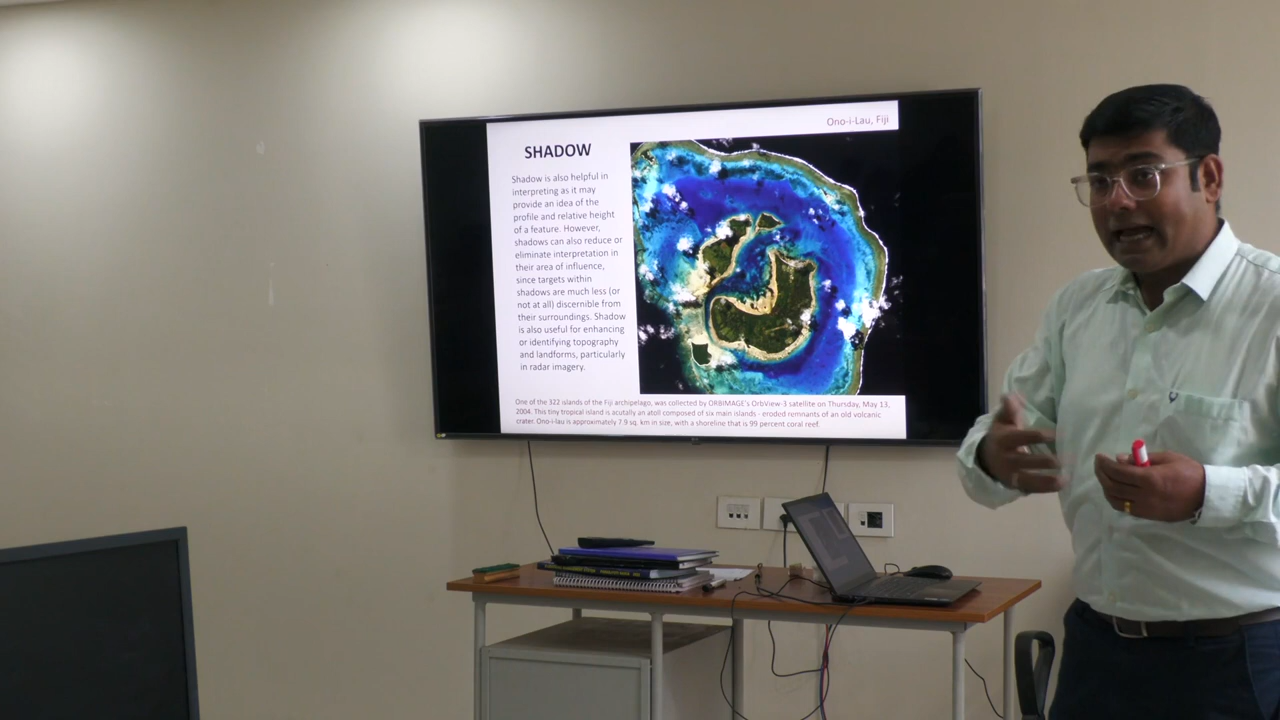 Ono-i-Lau, Fiji
SHADOW
Shadow is also helpful in
interpreting as it may
provide an idea of the
profile and relative height
of a feature. However,
shadows can also reduce or
eliminate interpretation in
their area of influence,
since targets within
shadows are much less (or
not at all) discernible from
their surroundings. Shadow
is also useful for enhancing
or identifying topography
and landforms, particularly
in radar imagery.
One of the 322 islands of the Fiji archipelago, was collected by ORBIMAGE's OrbView-3 satellite on Thursday, May 13,
2004. This tiny tropical island is acutally an atoll composed of six main islands - eroded remnants of an old volcanic
crater. Ono-i-lau is approximately 7.9 sq. km in size, with a shoreline that is 99 percent coral reef.